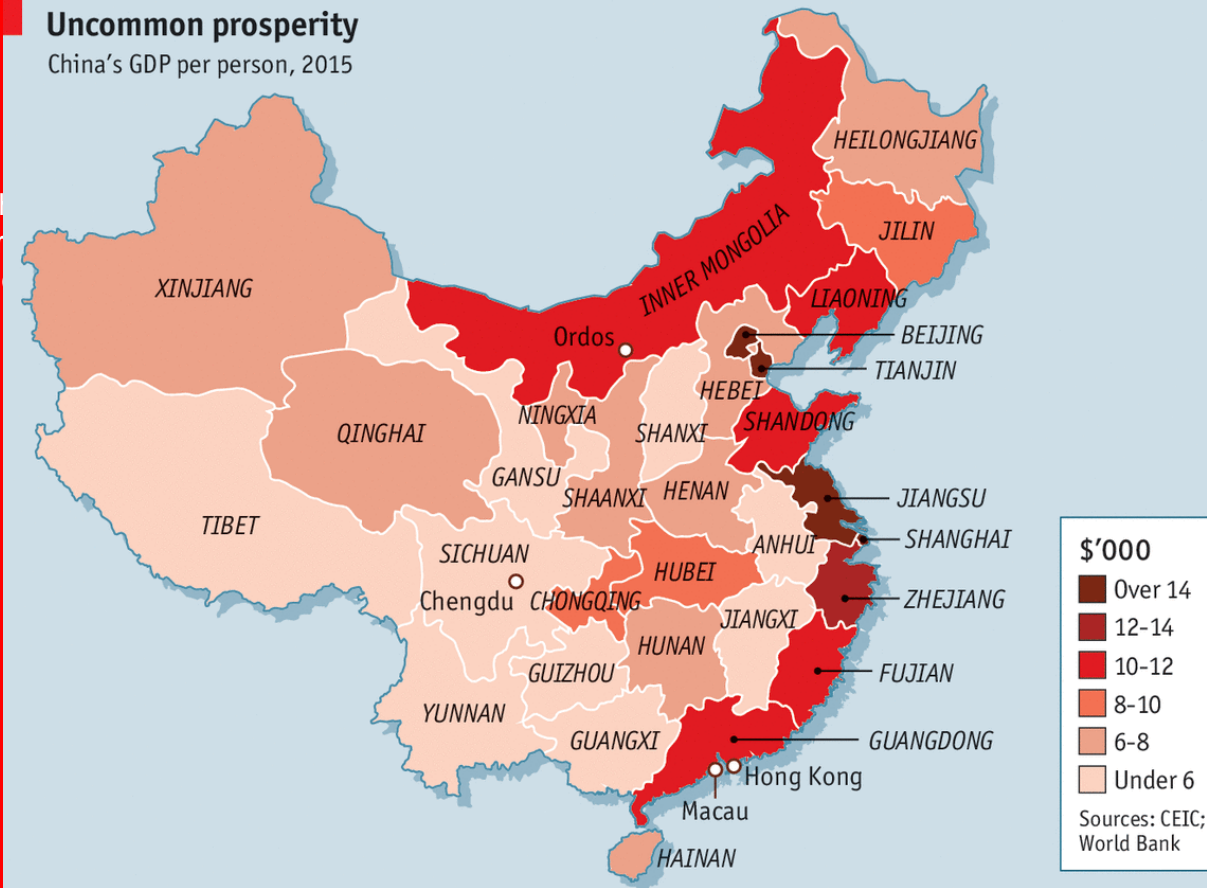 Uncommon prosperity
China's GDP per person, 2015
HEILONGJIANG
JILIN
INNER MONGOLIA
XINJIANG
LIAONING
Ordos
BEIJING
TIANJIN
HEBEI
NINGXIA
SHANDONG
QINGHAI
SHANXI
GANSU
SHAANXI
HENAN
JIANGSU
TIBET
SHANGHAI
ANHUI
SICHUAN
HUBEI
Chengdu
CHONGQING
ZHEJIANG
JIANGXI
HUNAN
GUIZHOU
FUJIAN
YUNNAN
GUANGXI
GUANGDONG
Hong Kong
Macau
HAINAN
$'000
Over 14
12-14
10-12
8-10
6-8
Under 6
Sources: CEIC;
World Bank